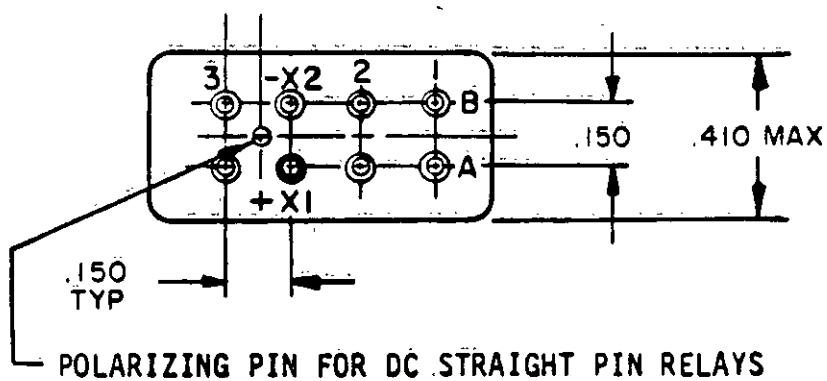 3 -X2 2 1
B
.150 .410 MAX
A
+X1
.150
TYP
POLARIZING PIN FOR DC STRAIGHT PIN RELAYS